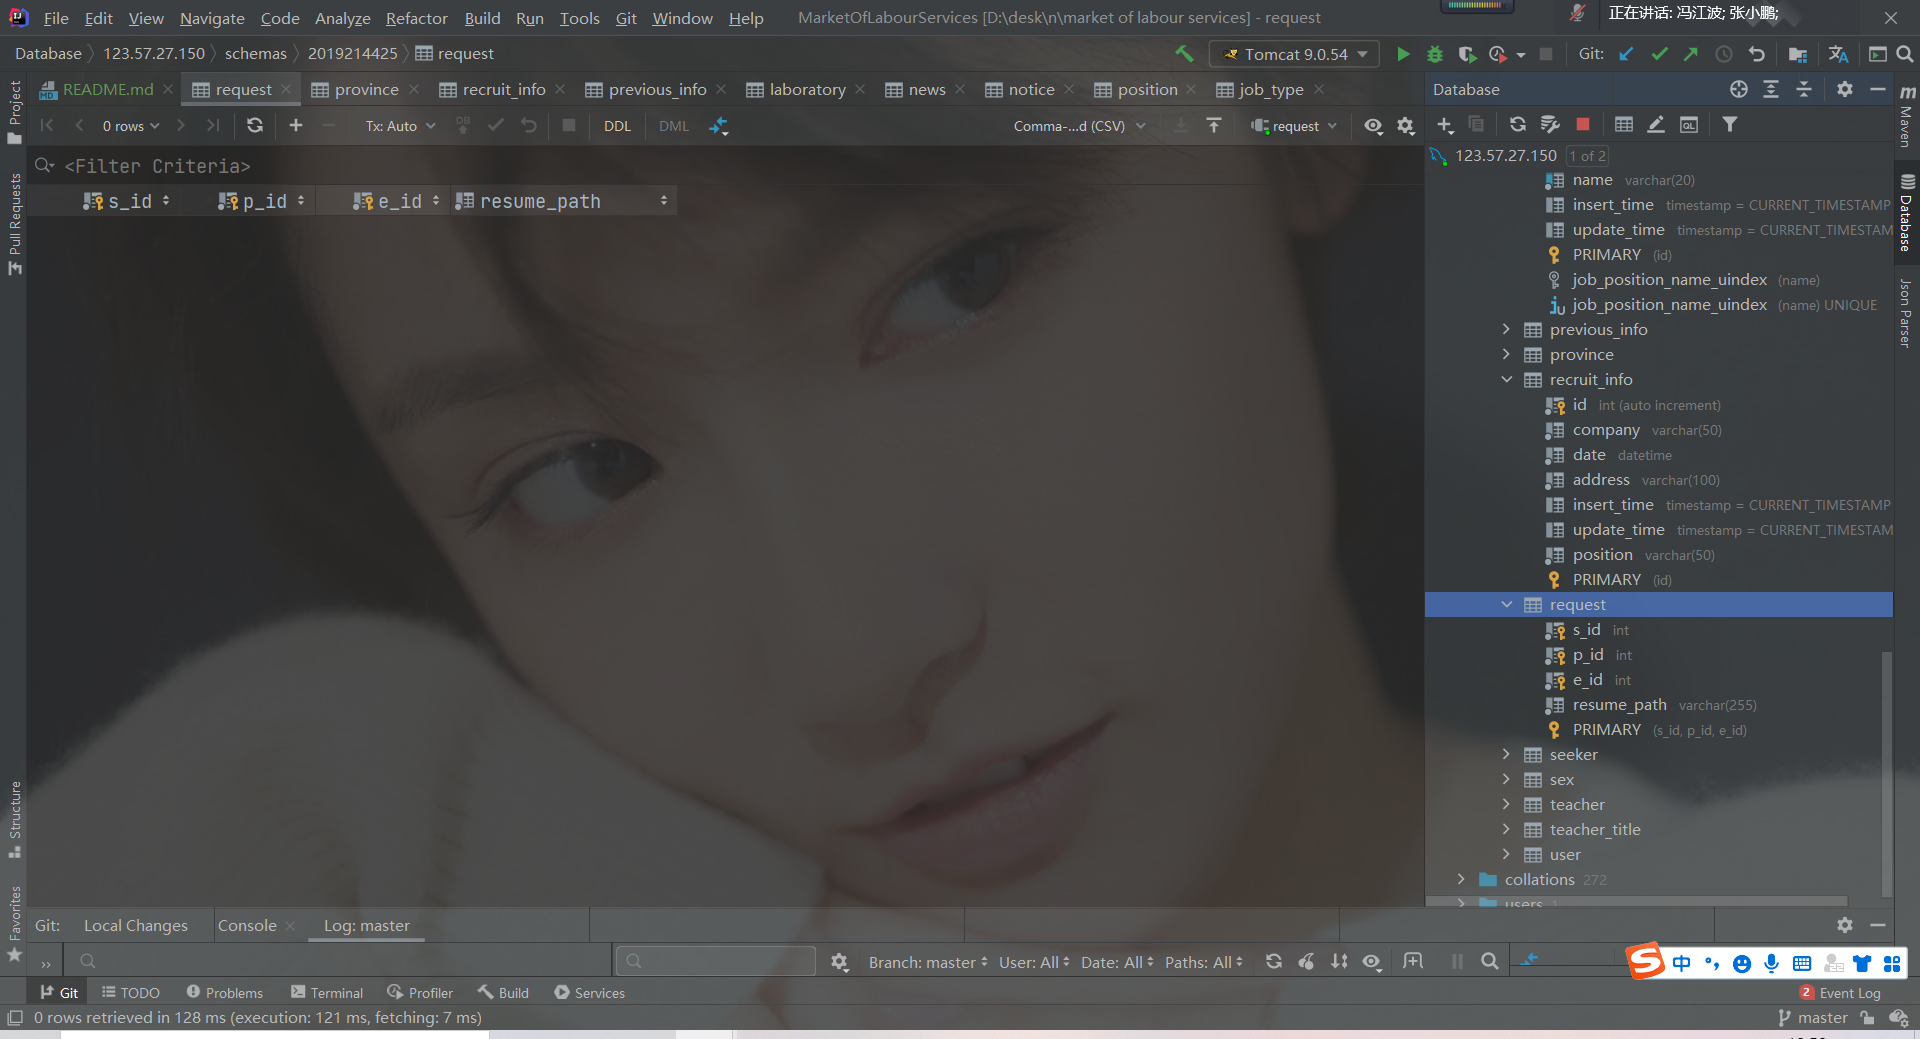 File Edit View Navigate Code Analyze Refactor Build Run Tools Git Window Help MarketOfLabourServices [D:\desk\n\market of labour services] - request 正在讲话: 冯江波; 张小鹏;
Database 123.57.27.150 schemas 2019214425 request Tomcat 9.0.54 Git:
README.md request province recruit_info previous_info laboratory news notice position job_type Database
0 rows Tx: Auto DDL DML Comma-...d (CSV) request
<Filter Criteria>
s_id p_id e_id resume_path
123.57.27.150 1 of 2
name varchar(20)
insert_time timestamp = CURRENT_TIMESTAMP
update_time timestamp = CURRENT_TIMESTAM
PRIMARY (id)
job_position_name_uindex (name)
job_position_name_uindex (name) UNIQUE
previous_info
province
recruit_info
id int (auto increment)
company varchar(50)
date datetime
address varchar(100)
insert_time timestamp = CURRENT_TIMESTAMP
update_time timestamp = CURRENT_TIMESTAM
position varchar(50)
PRIMARY (id)
request
s_id int
p_id int
e_id int
resume_path varchar(255)
PRIMARY (s_id, p_id, e_id)
seeker
sex
teacher
teacher_title
user
collations 272
users 1
Project
Pull Requests
Structure
Favorites
Maven
Database
Json Parser
Git: Local Changes Console Log: master
Branch: master User: All Date: All Paths: All
中
Git TODO Problems Terminal Profiler Build Services 2 Event Log
0 rows retrieved in 128 ms (execution: 121 ms, fetching: 7 ms) master